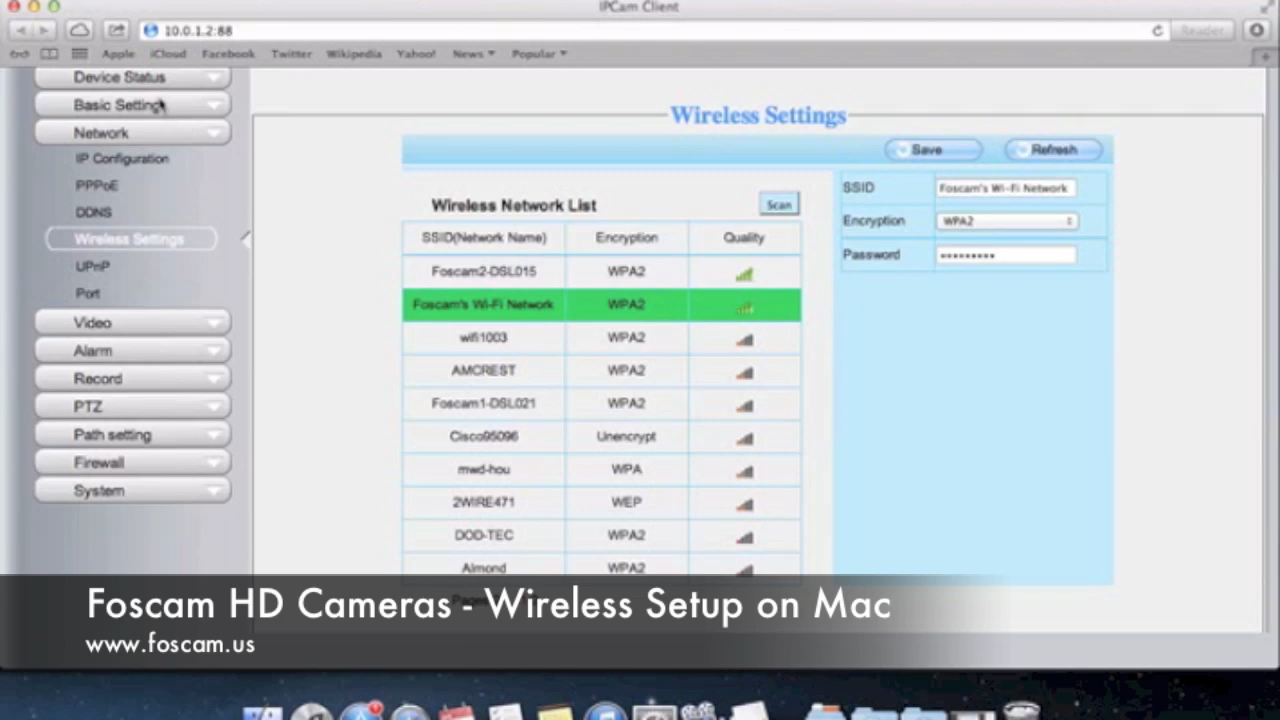 IPCam Client
10.0.1.2:88
Reader
Apple iCloud Facebook Twitter Wikipedia Yahoo! News Popular
Device Status
Basic Setting
Network
IP Configuration
PPPoE
DDNS
Wireless Settings
UPnP
Port
Video
Alarm
Record
PTZ
Path setting
Firewall
System
Wireless Settings
Save Refresh
Wireless Network List Scan
SSID(Network Name) Encryption Quality
Foscam2-DSL015 WPA2
Foscam's Wi-Fi Network WPA2
wifi1003 WPA2
AMCREST WPA2
Foscam1-DSL021 WPA2
Cisco95096 Unencrypt
mwd-hou WPA
2WIRE471 WEP
DOD-TEC WPA2
Almond WPA2
SSID Foscam's Wi-Fi Network
Encryption WPA2
Password •••••••••
Foscam HD Cameras - Wireless Setup on Mac
www.foscam.us